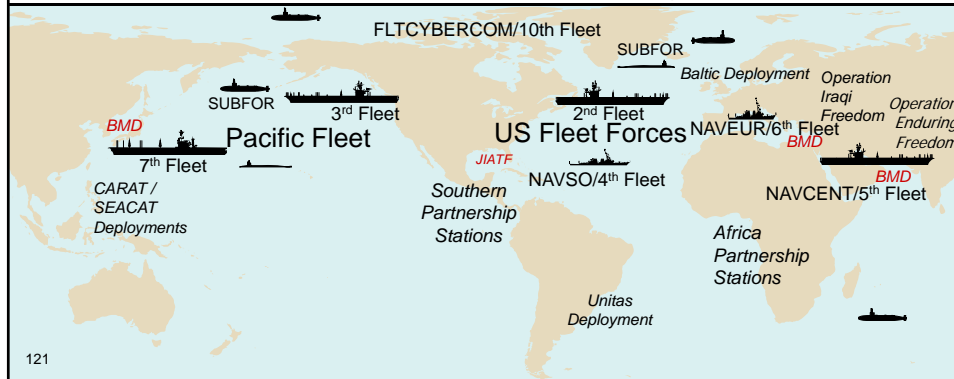 FLTCYBERCOM/10th Fleet
SUBFOR
Baltic Deployment
Operation
Iraqi
Freedom
Operation
Enduring
Freedom
SUBFOR
3rd Fleet
2nd Fleet
BMD
Pacific Fleet
US Fleet Forces
NAVEUR/6th Fleet
BMD
7th Fleet
JIATF
NAVSO/4th Fleet
BMD
NAVCENT/5th Fleet
CARAT /
SEACAT
Deployments
Southern
Partnership
Stations
Africa
Partnership
Stations
Unitas
Deployment
121